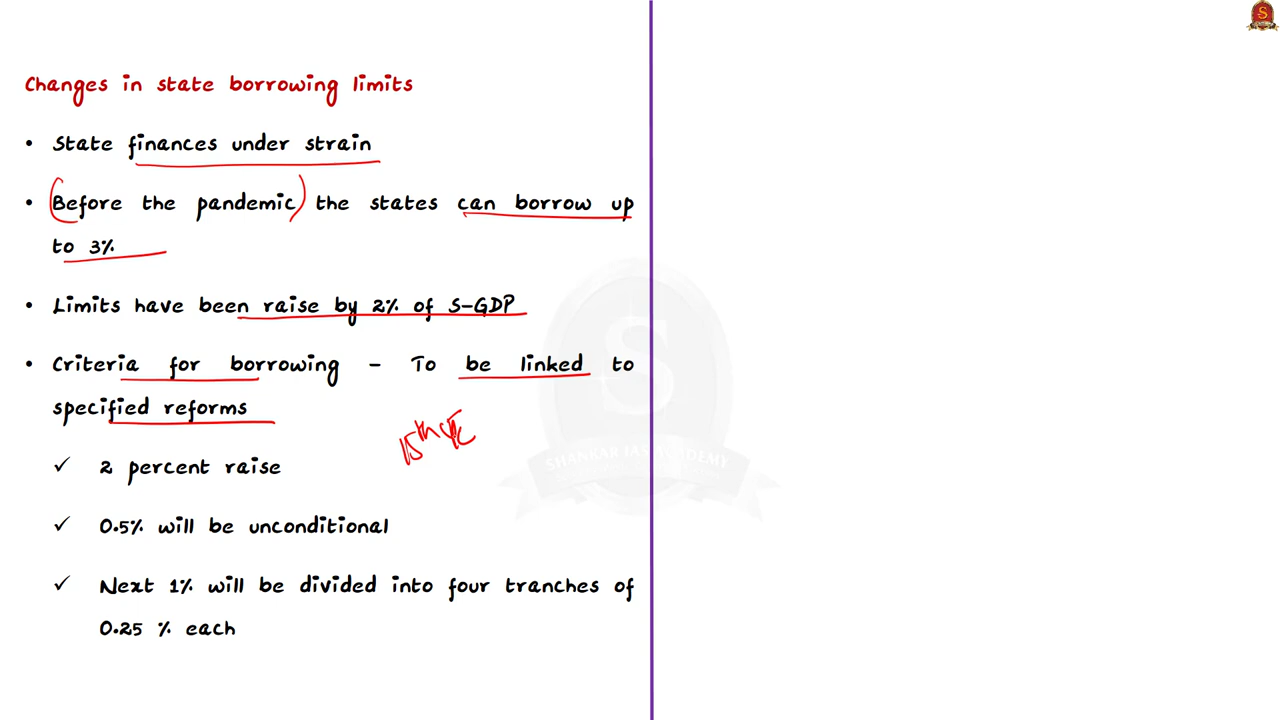 Changes in state borrowing limits
• State finances under strain
• (Before the pandemic) the states can borrow up
to 3%
• Limits have been raise by 2% of S-GDP
• Criteria for borrowing - To be linked to
specified reforms
15th
✓ 2 percent raise
✓ 0.5% will be unconditional
✓ Next 1% will be divided into four tranches of
0.25 % each
S
SHANKAR IAS ACADEMY